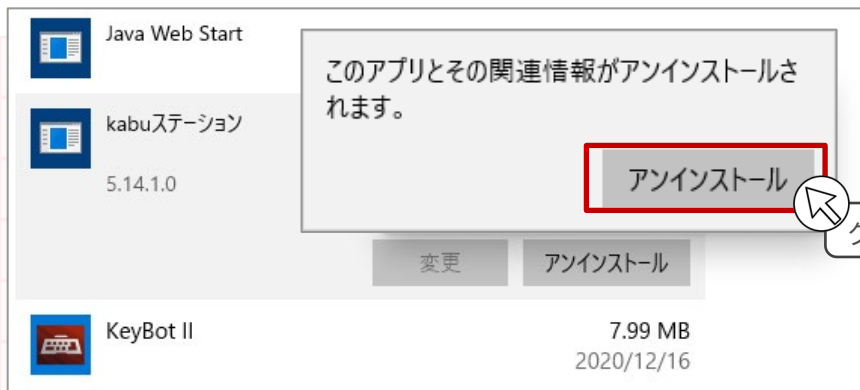 Java Web Start
このアプリとその関連情報がアンインストールさ
れます。
アンインストール
kabuステーション
5.14.1.0
変更
アンインストール
KeyBot II
7.99 MB
2020/12/16